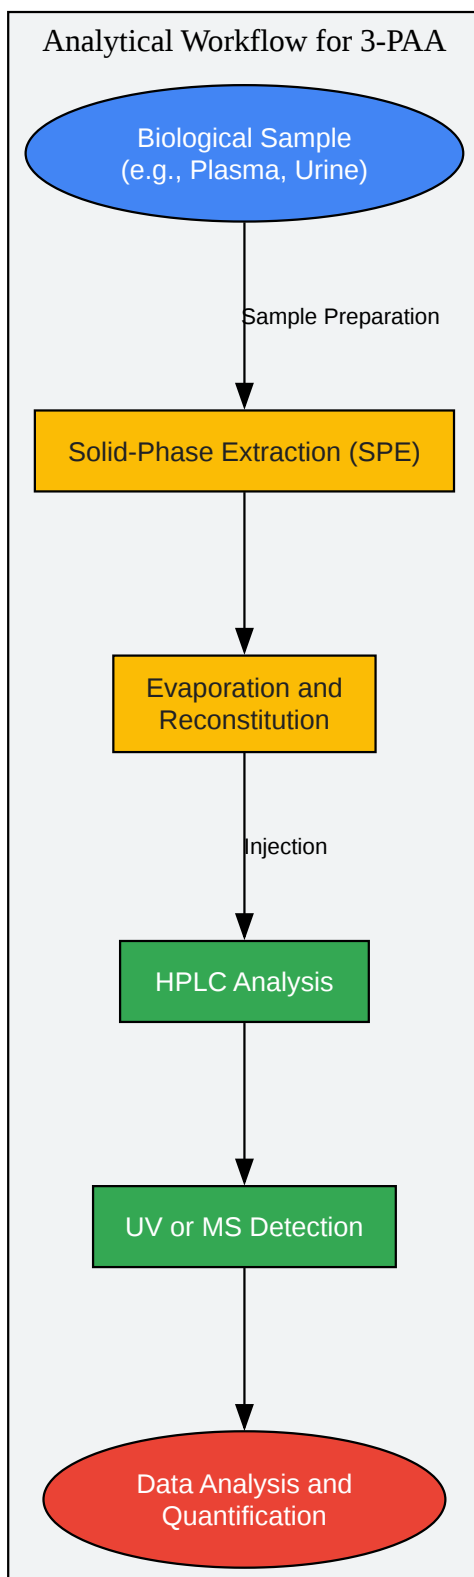 Analytical Workflow for 3-PAA
Biological Sample
(e.g., Plasma, Urine)
Sample Preparation
Solid-Phase Extraction (SPE)
Evaporation and
Reconstitution
Injection
HPLC Analysis
UV or MS Detection
Data Analysis and
Quantification